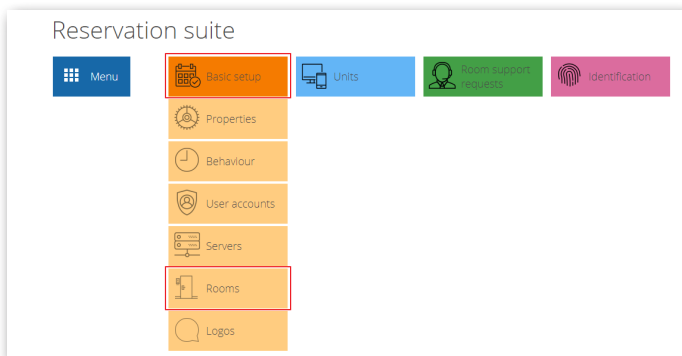 Reservation suite
Menu
Basic setup
Units
Room support
requests
Identification
Properties
Behaviour
User accounts
Servers
Rooms
Logos